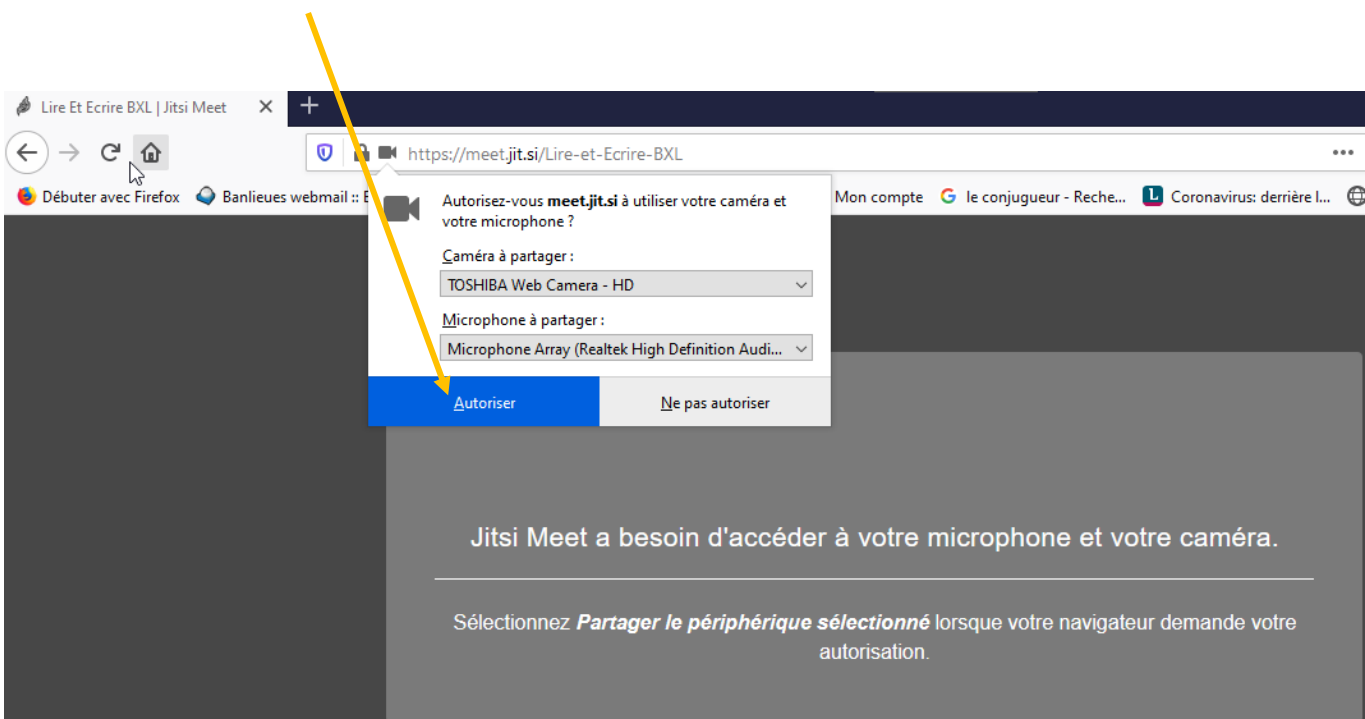 Lire Et Ecrire BXL | Jitsi Meet
https://meet.jit.si/Lire-et-Ecrire-BXL
Débuter avec Firefox Banlieues webmail :: Mon compte le conjugueur - Reche... Coronavirus: derrière l...
Autorisez-vous meet.jit.si à utiliser votre caméra et
votre microphone ?
Caméra à partager :
TOSHIBA Web Camera - HD
Microphone à partager :
Microphone Array (Realtek High Definition Audi...
Autoriser Ne pas autoriser
Jitsi Meet a besoin d'accéder à votre microphone et votre caméra.
Sélectionnez Partager le périphérique sélectionné lorsque votre navigateur demande votre
autorisation.